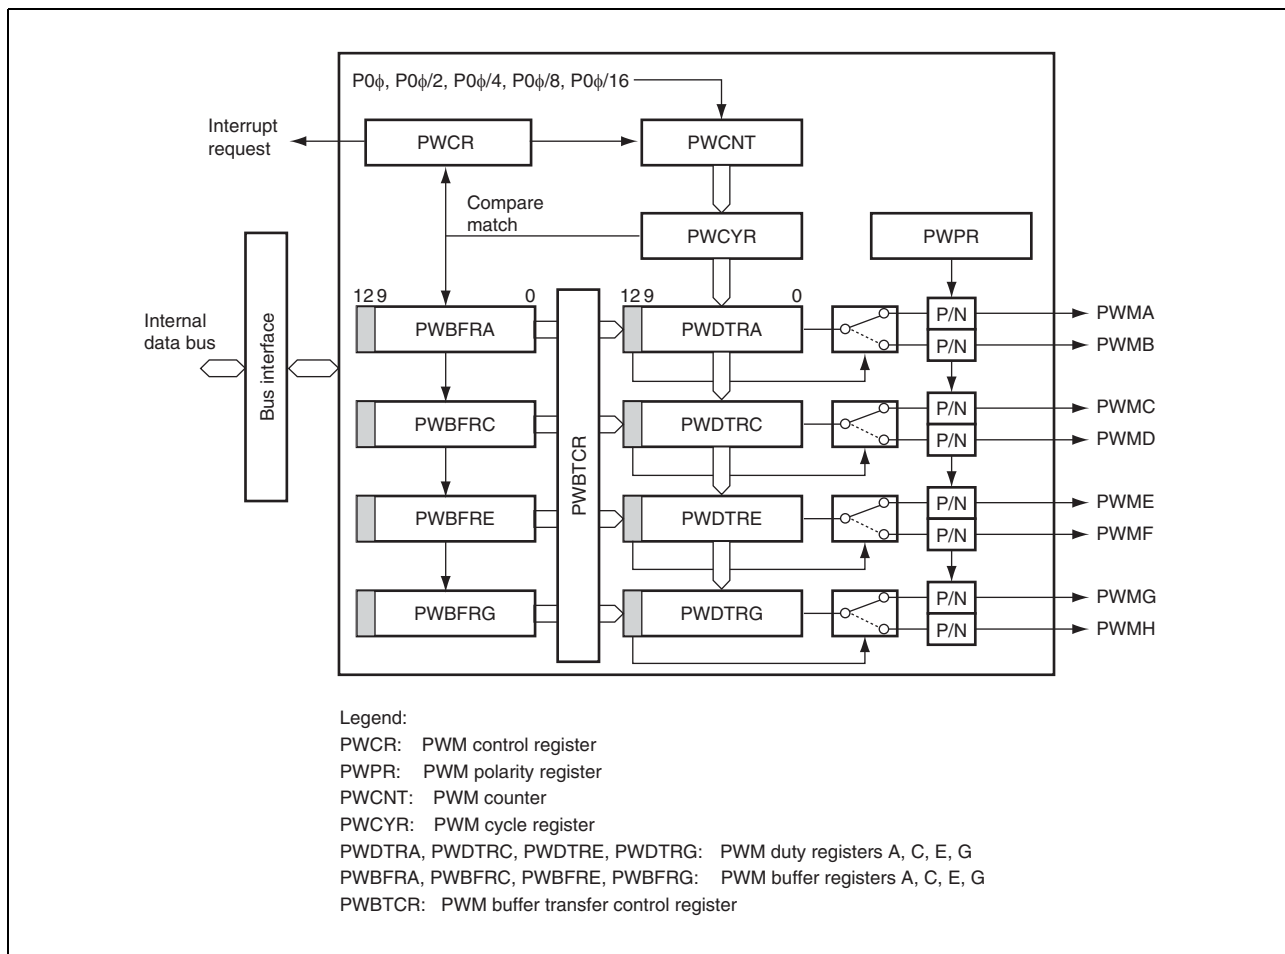 P0ϕ, P0ϕ/2, P0ϕ/4, P0ϕ/8, P0ϕ/16
Interrupt
request
PWCR
PWCNT
Compare
match
PWCYR
PWPR
Bus interface
Internal
data bus
12 9 0
12 9 0
PWBFRA
PWBTCR
PWDTRA
P/N
PWMA
P/N
PWMB
PWBFRC
PWDTRC
P/N
PWMC
P/N
PWMD
PWBFRE
PWDTRE
P/N
PWME
P/N
PWMF
PWBFRG
PWDTRG
P/N
PWMG
P/N
PWMH
Legend:
PWCR: PWM control register
PWPR: PWM polarity register
PWCNT: PWM counter
PWCYR: PWM cycle register
PWDTRA, PWDTRC, PWDTRE, PWDTRG: PWM duty registers A, C, E, G
PWBFRA, PWBFRC, PWBFRE, PWBFRG: PWM buffer registers A, C, E, G
PWBTCR: PWM buffer transfer control register